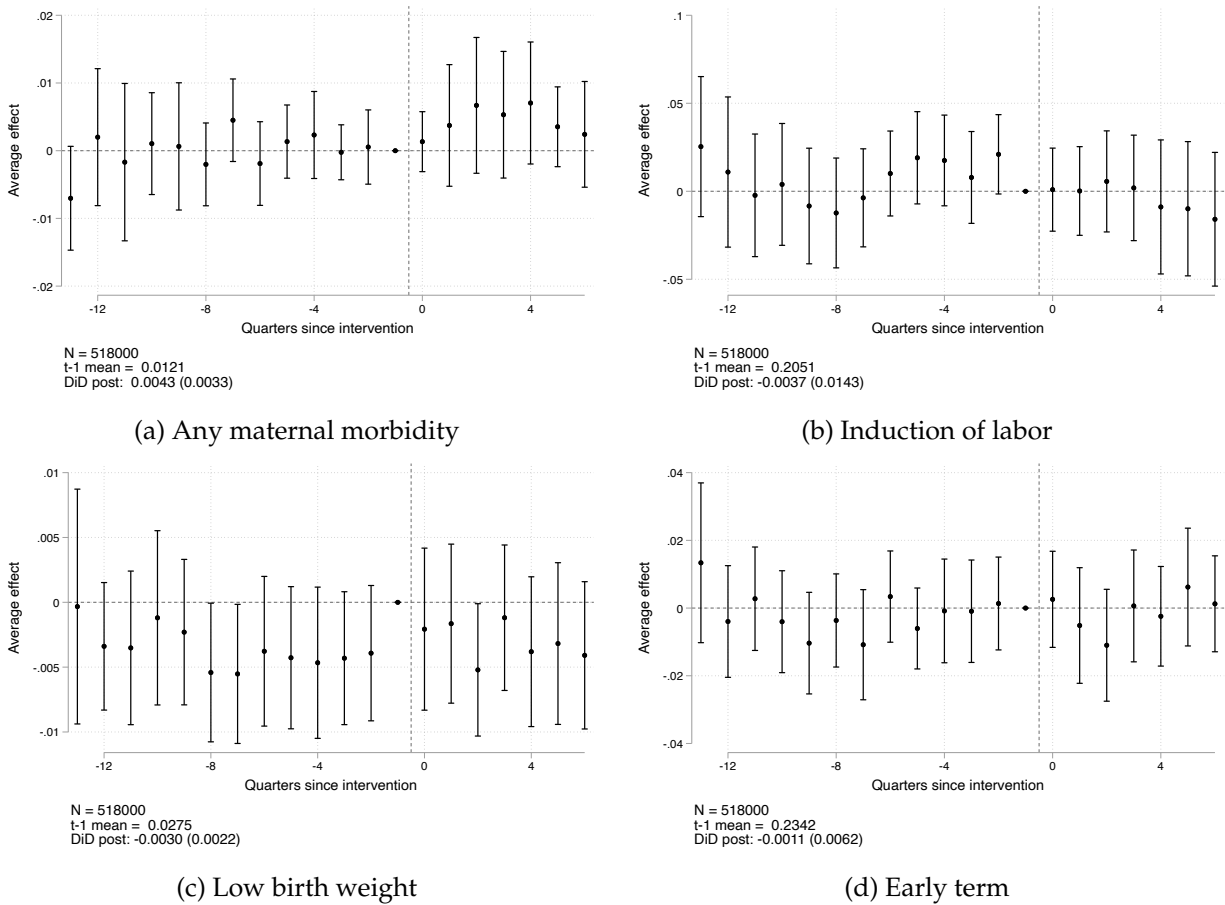 .02
.01
0
-.01
-.02
Average effect
-12
-8
-4
0
4
Quarters since intervention
N = 518000
t-1 mean = 0.0121
DiD post: 0.0043 (0.0033)
(a) Any maternal morbidity
.1
.05
0
-.05
Average effect
-12
-8
-4
0
4
Quarters since intervention
N = 518000
t-1 mean = 0.2051
DiD post: -0.0037 (0.0143)
(b) Induction of labor
.01
.005
0
-.005
-.01
Average effect
-12
-8
-4
0
4
Quarters since intervention
N = 518000
t-1 mean = 0.0275
DiD post: -0.0030 (0.0022)
(c) Low birth weight
.04
.02
0
-.02
-.04
Average effect
-12
-8
-4
0
4
Quarters since intervention
N = 518000
t-1 mean = 0.2342
DiD post: -0.0011 (0.0062)
(d) Early term